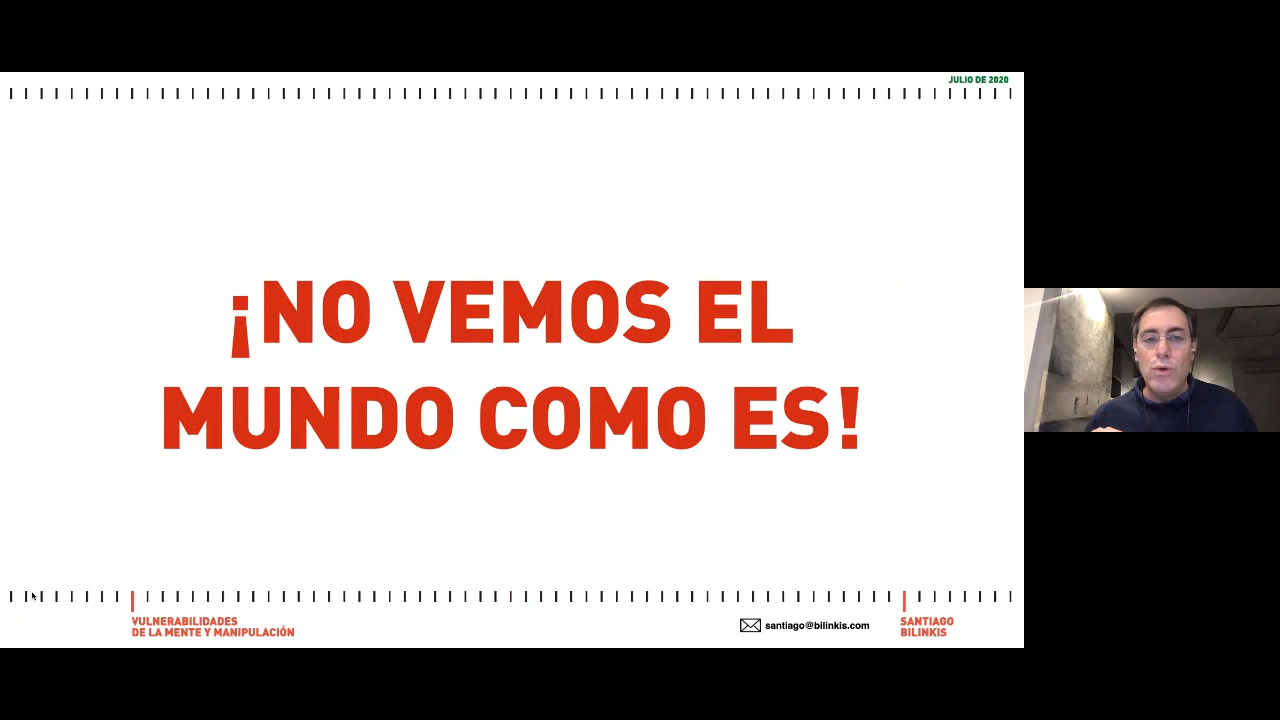 JULIO DE 2020
¡NO VEMOS EL
MUNDO COMO ES!
VULNERABILIDADES
DE LA MENTE Y MANIPULACIÓN
santiago@bilinkis.com
SANTIAGO
BILINKIS